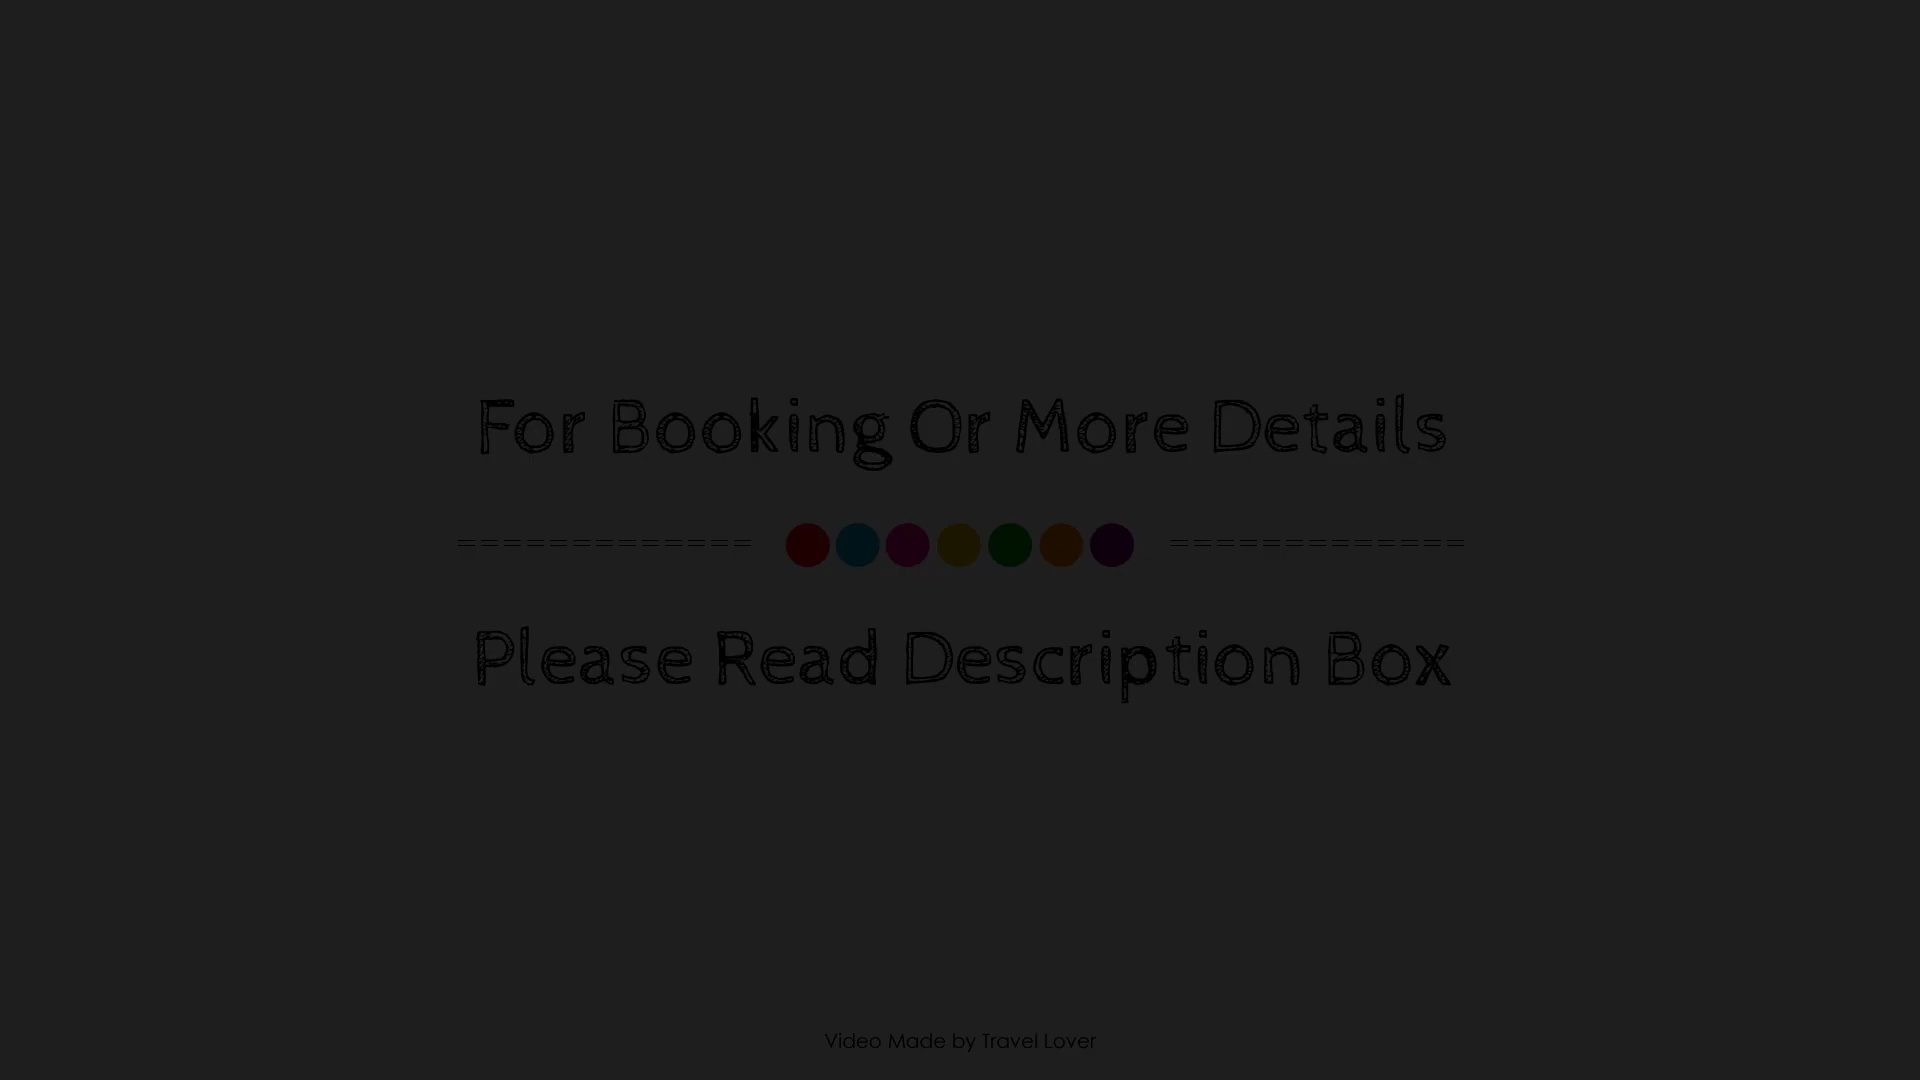 For Booking Or More Details
============= =============
Please Read Description Box
Video Made by Travel Lover